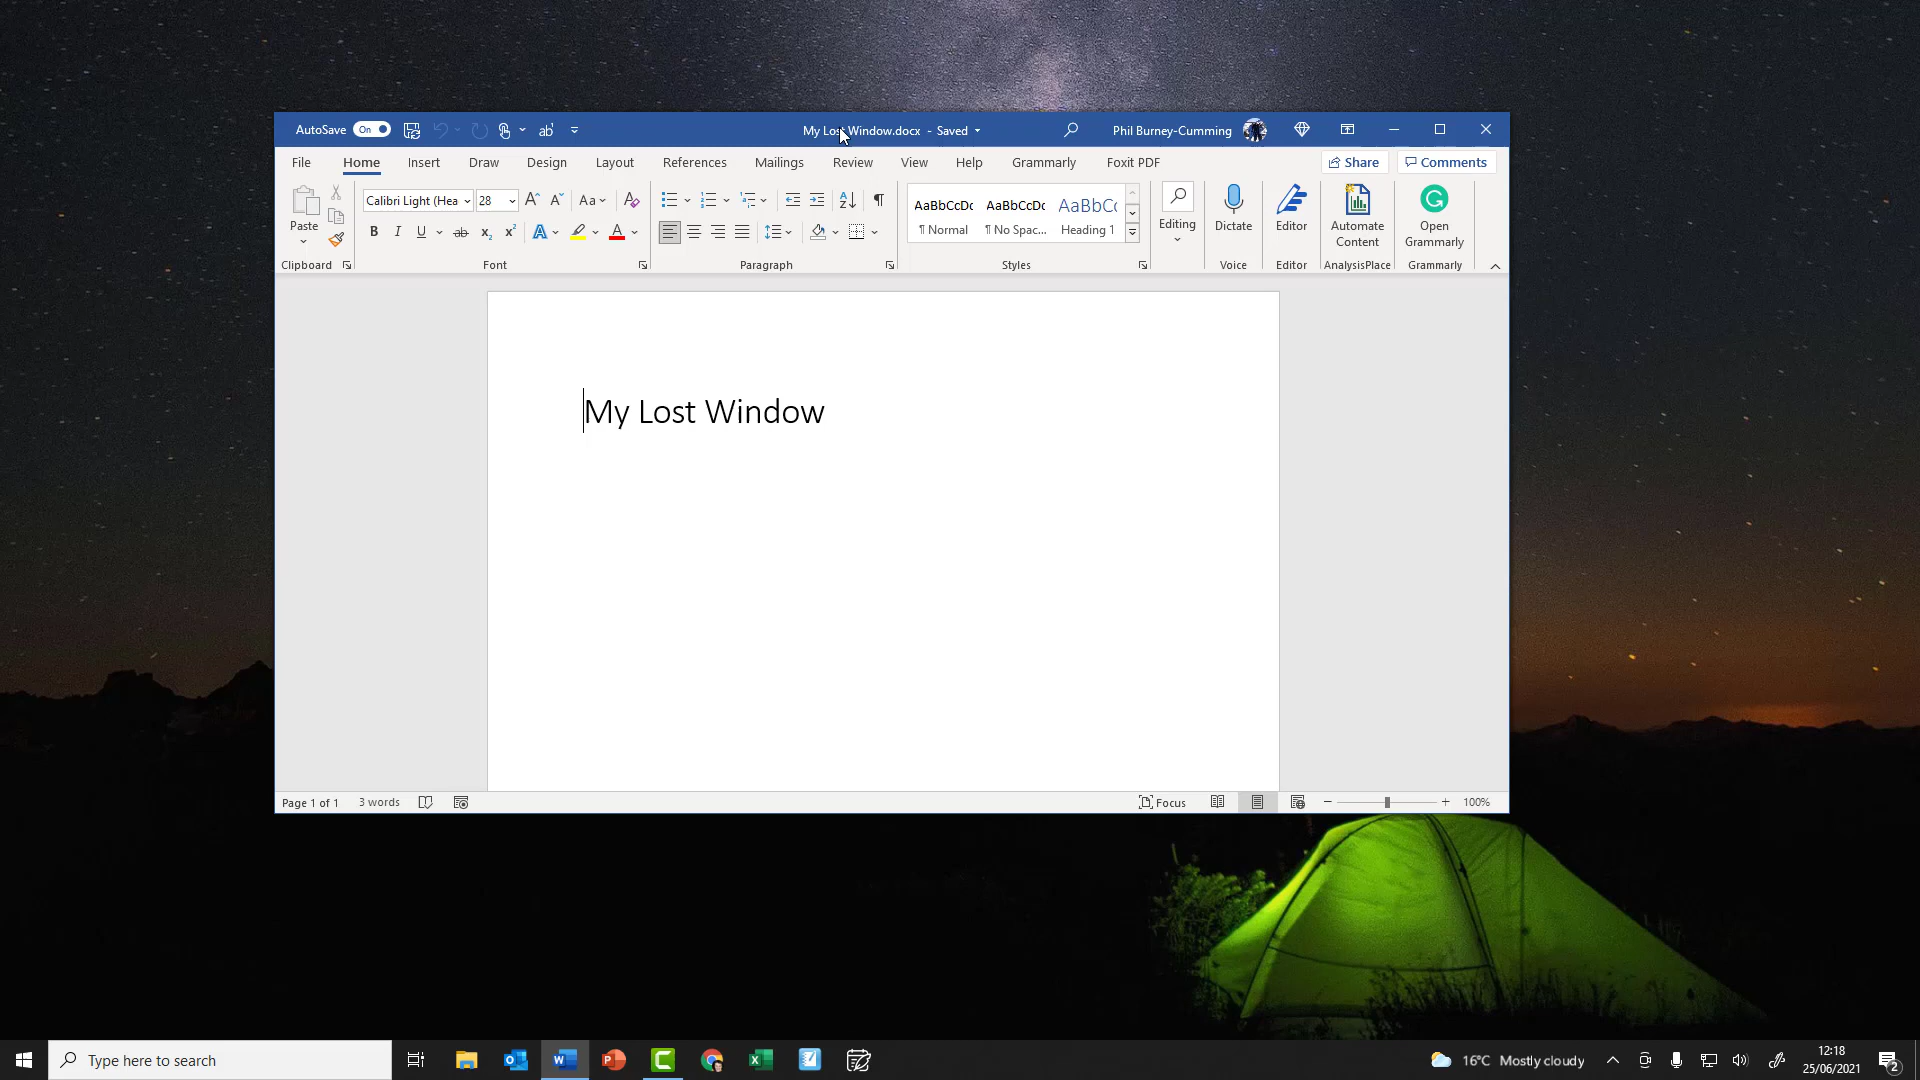 AutoSave On
My Lost Window.docx - Saved
Phil Burney-Cumming
File Home Insert Draw Design Layout References Mailings Review View Help Grammarly Foxit PDF
Share Comments
Calibri Light (Hea 28 Aa
AaBbCcDc AaBbCcDc AaBbCc
¶ Normal ¶ No Spac... Heading 1
Paste
B I U ab x₂ x² A A
Editing Dictate Editor Automate Content Open Grammarly
Clipboard Font Paragraph Styles Voice Editor AnalysisPlace Grammarly
My Lost Window
Page 1 of 1 3 words Focus 100%
Type here to search
16°C Mostly cloudy
12:18
25/06/2021
2